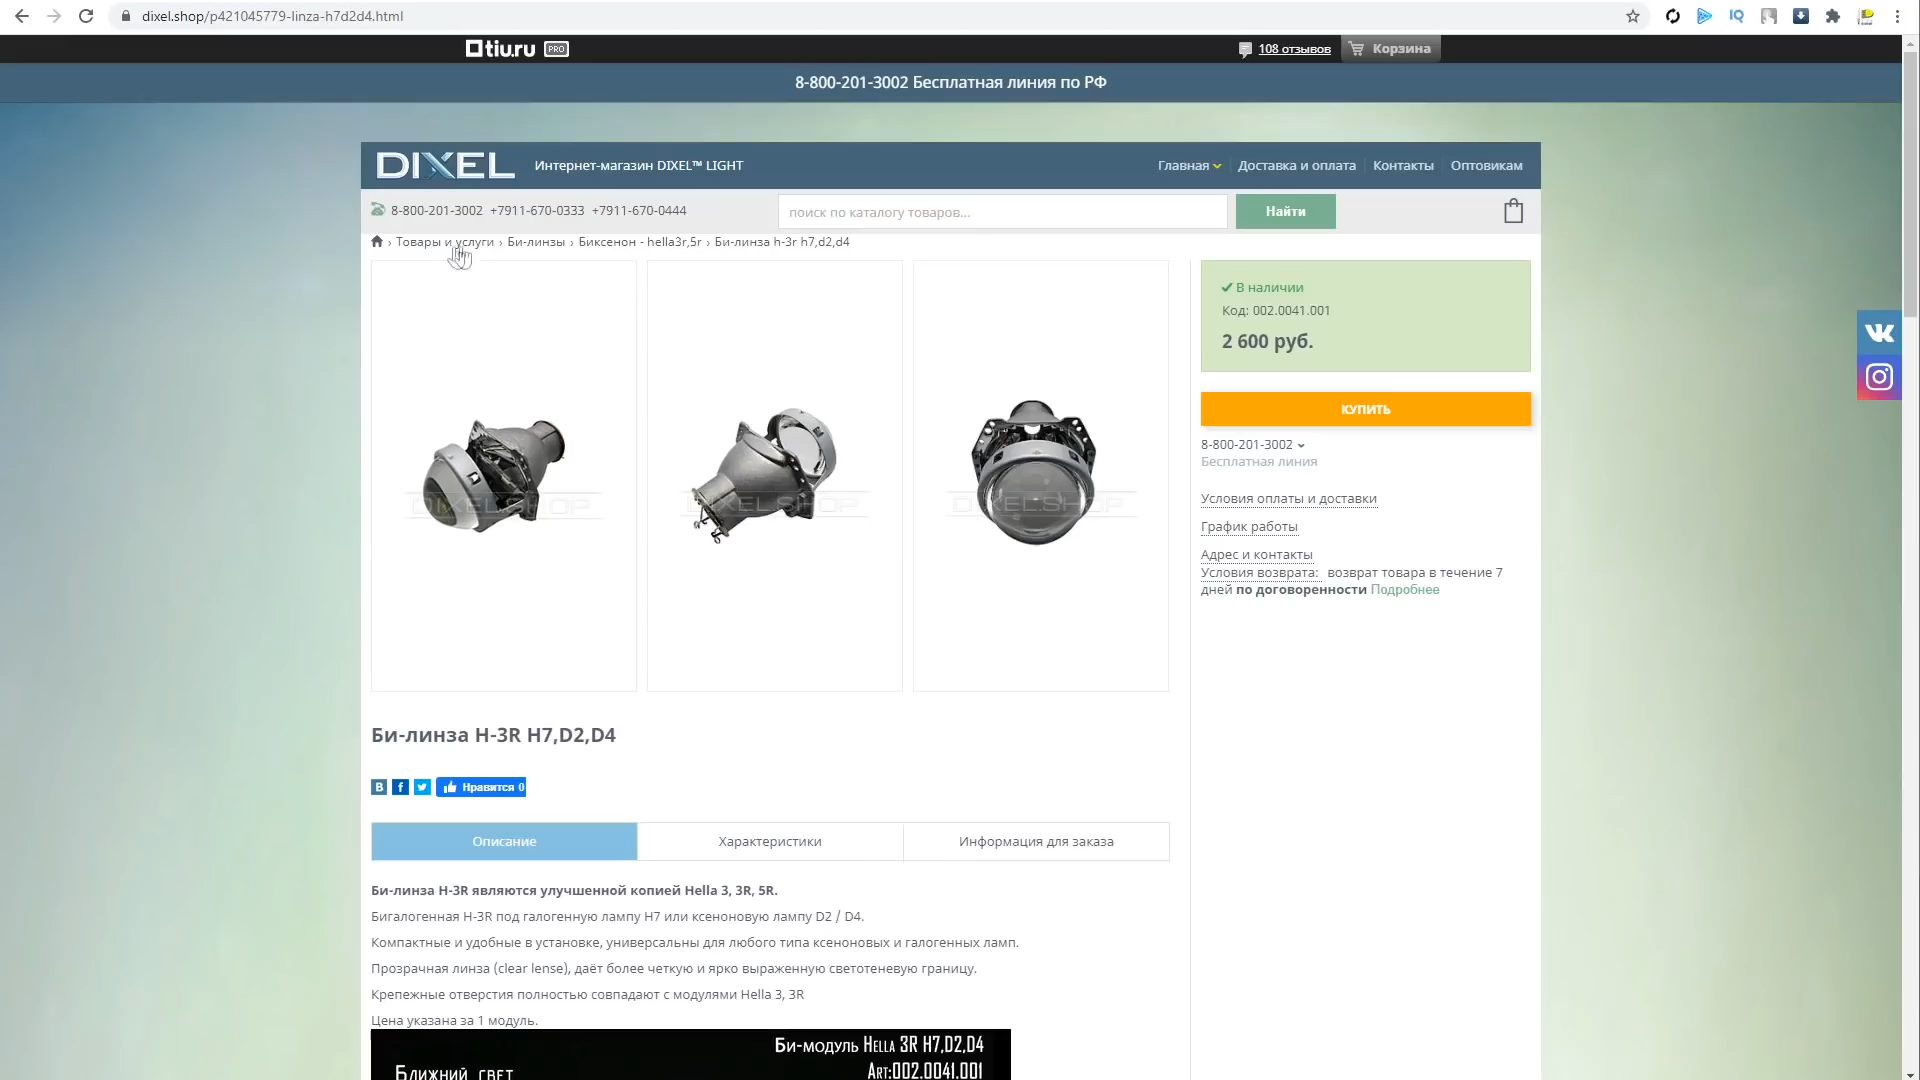 dixel.shop/p421045779-linza-h7d2d4.html
IQ
tiu.ru PRO
108 отзывов
Корзина
8-800-201-3002 Бесплатная линия по РФ
DIXEL
Интернет-магазин DIXEL™ LIGHT
Главная
Доставка и оплата
Контакты
Оптовикам
8-800-201-3002 +7911-670-0333 +7911-670-0444
поиск по каталогу товаров...
Найти
› Товары и услуги › Би-линзы › Биксенон - hella3r,5r › Би-линза h-3r h7,d2,d4
В наличии
Код: 002.0041.001
2 600 руб.
КУПИТЬ
8-800-201-3002
Бесплатная линия
DIXELSHOP
DIXELSHOP
DIXELSHOP
Условия оплаты и доставки
График работы
Адрес и контакты
Условия возврата: возврат товара в течение 7
дней по договоренности Подробнее
Би-линза H-3R H7,D2,D4
Нравится 0
Описание
Характеристики
Информация для заказа
Би-линза H-3R являются улучшенной копией Hella 3, 3R, 5R.
Бигалогенная H-3R под галогенную лампу H7 или ксеноновую лампу D2 / D4.
Компактные и удобные в установке, универсальны для любого типа ксеноновых и галогенных ламп.
Прозрачная линза (clear lense), даёт более четкую и ярко выраженную светотеневую границу.
Крепежные отверстия полностью совпадают с модулями Hella 3, 3R
Цена указана за 1 модуль.
Би-модуль Hella 3R H7,D2,D4
Art:002.0041.001
Ближний свет